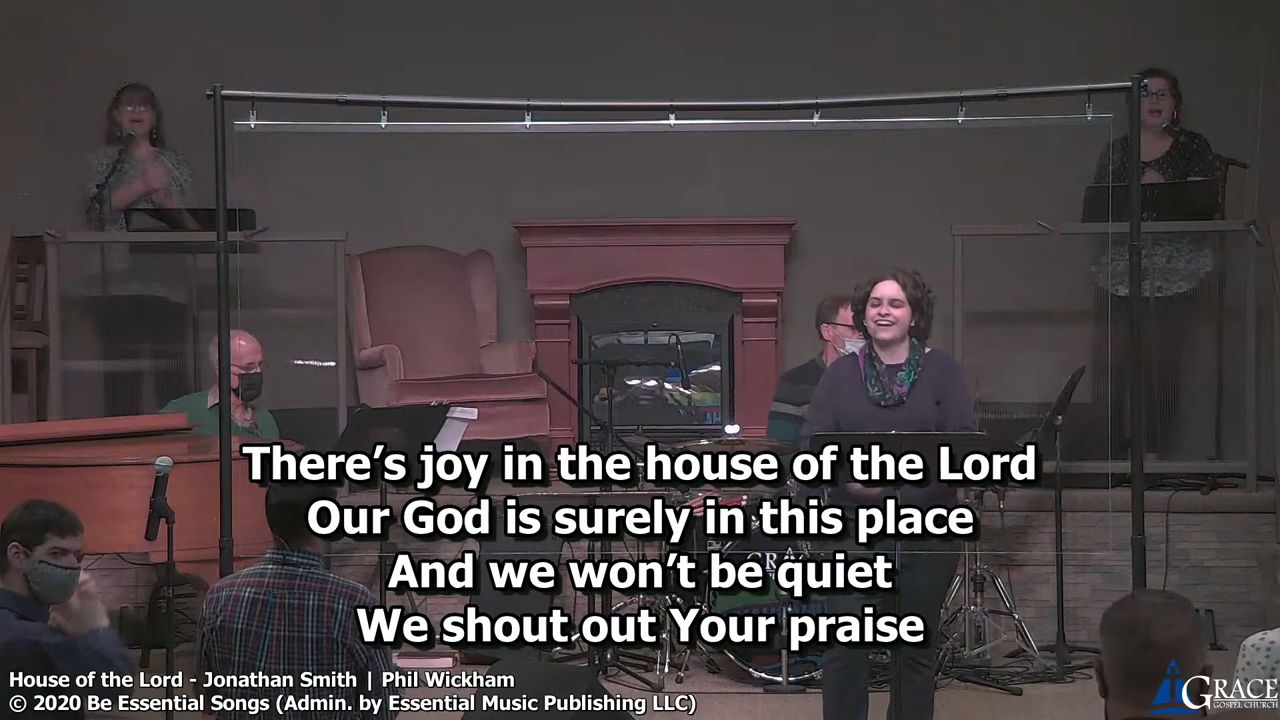 There's joy in the house of the Lord
Our God is surely in this place
And we won't be quiet
We shout out Your praise
House of the Lord - Jonathan Smith | Phil Wickham
© 2020 Be Essential Songs (Admin. by Essential Music Publishing LLC)
GRACE
GOSPEL CHURCH